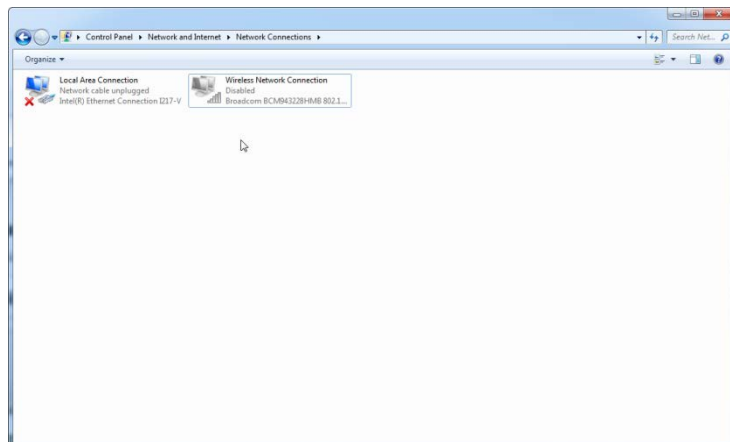 Control Panel ▸ Network and Internet ▸ Network Connections ▸
Search Net...
Organize
Local Area Connection
Network cable unplugged
Intel(R) Ethernet Connection I217-V
Wireless Network Connection
Disabled
Broadcom BCM943228HMB 802.1...